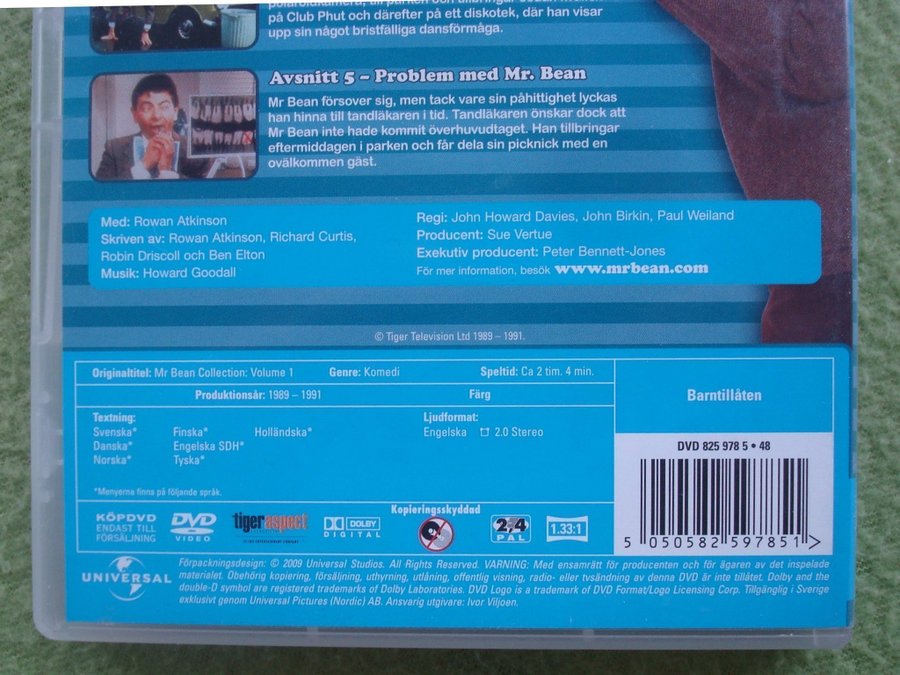 på Club Phut och därefter på ett diskotek, där han visar
upp sin något bristfälliga dansförmåga.
Avsnitt 5 – Problem med Mr. Bean
Mr Bean försover sig, men tack vare sin påhittighet lyckas
han hinna till tandläkaren i tid. Tandläkaren önskar dock att
Mr Bean inte hade kommit överhuvudtaget. Han tillbringar
eftermiddagen i parken och får dela sin picknick med en
ovälkommen gäst.
Med: Rowan Atkinson
Skriven av: Rowan Atkinson, Richard Curtis,
Robin Driscoll och Ben Elton
Musik: Howard Goodall
Regi: John Howard Davies, John Birkin, Paul Weiland
Producent: Sue Vertue
Exekutiv producent: Peter Bennett-Jones
För mer information, besök www.mrbean.com
© Tiger Television Ltd 1989 – 1991.
Originaltitel: Mr Bean Collection: Volume 1 Genre: Komedi Speltid: Ca 2 tim. 4 min.
Produktionsår: 1989 – 1991 Färg
Barntillåten
Textning:
Svenska* Finska* Holländska*
Danska* Engelska SDH*
Norska* Tyska*
Ljudformat:
Engelska 2.0 Stereo
*Menyerna finns på följande språk.
DVD 825 978 5 • 48
5 050582 597851 >
KÖPDVD
ENDAST TILL
FÖRSÄLJNING
DVD
VIDEO
tigeraspect
DOLBY
DIGITAL
Kopieringsskyddad
2 4
PAL
1.33:1
UNIVERSAL
Förpackningsdesign: © 2009 Universal Studios. All Rights Reserved. VARNING: Med ensamrätt för producenten och för ägaren av det inspelade
materialet. Obehörig kopiering, försäljning, uthyrning, utlåning, offentlig visning, radio- eller tvsändning av denna DVD är inte tillåtet. Dolby and the
double-D symbol are registered trademarks of Dolby Laboratories. DVD Logo is a trademark of DVD Format/Logo Licensing Corp. Tillgänglig i Sverige
exklusivt genom Universal Pictures (Nordic) AB. Ansvarig utgivare: Ivor Viljoen.